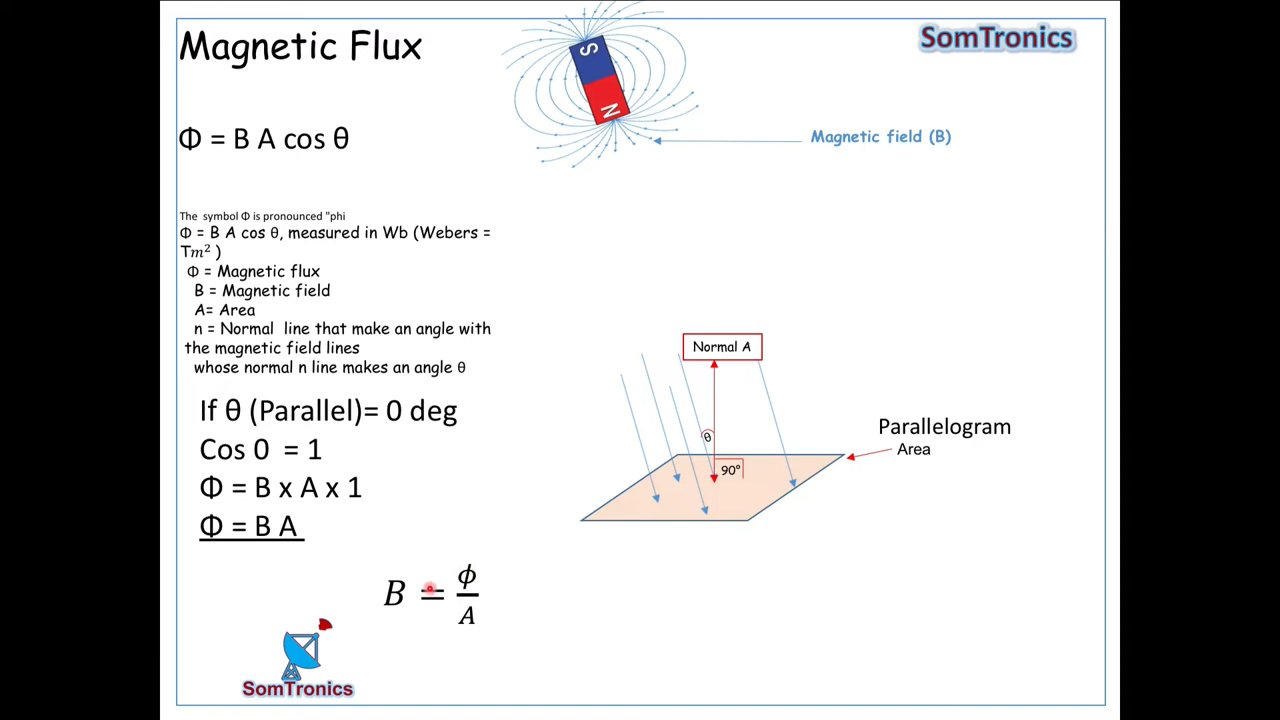 Magnetic Flux
SomTronics
S
N
Magnetic field (B)
Φ = B A cos θ
The symbol Φ is pronounced "phi
Φ = B A cos θ, measured in Wb (Webers =
Tm² )
Φ = Magnetic flux
B = Magnetic field
A= Area
n = Normal line that make an angle with
the magnetic field lines
whose normal n line makes an angle θ
If θ (Parallel)= 0 deg
Cos 0 = 1
Φ = B x A x 1
Φ = B A
B = ϕ/A
Normal A
θ
90°
Parallelogram
Area
SomTronics